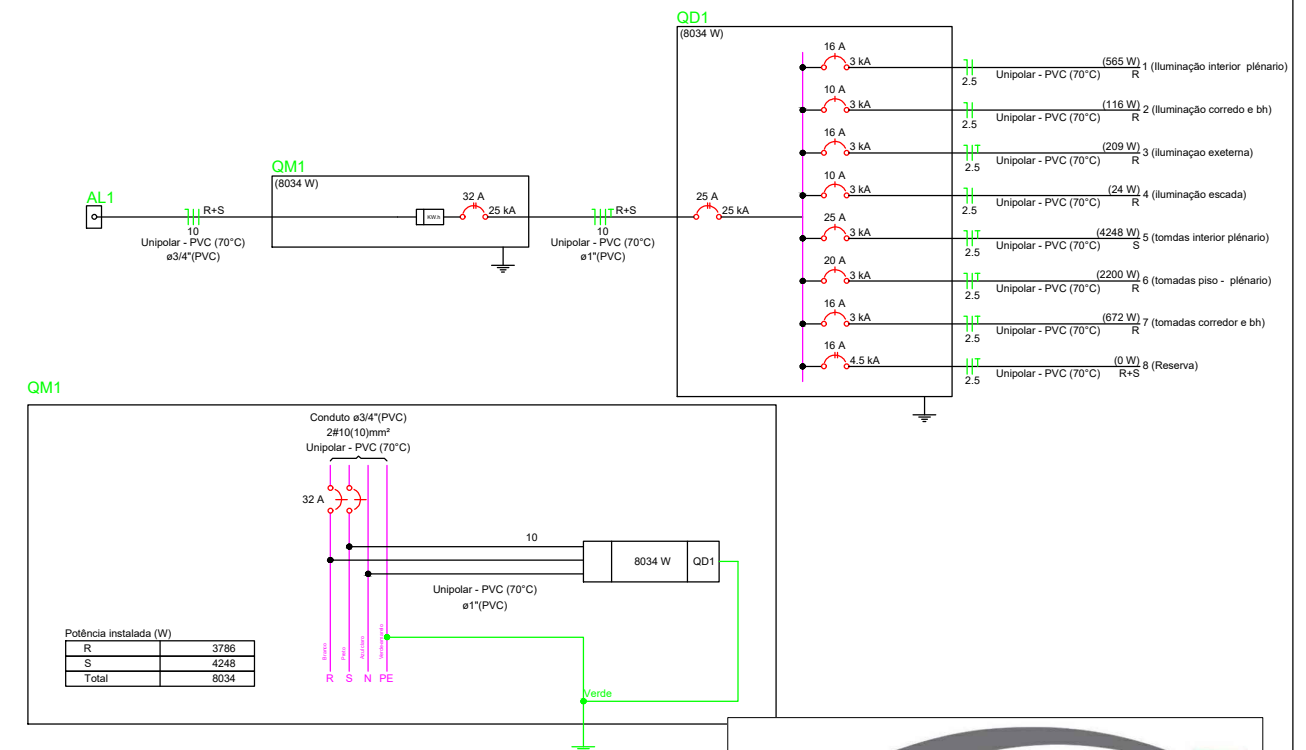 QD1
(8034 W)
16 A
3 kA
2.5
Unipolar - PVC (70°C)
(565 W)
R
1 (Iluminação interior plénario)
10 A
3 kA
2.5
Unipolar - PVC (70°C)
(116 W)
R
2 (Iluminação corredo e bh)
16 A
3 kA
2.5
Unipolar - PVC (70°C)
(209 W)
R
3 (iluminaçao exeterna)
10 A
3 kA
2.5
Unipolar - PVC (70°C)
(24 W)
R
4 (iluminação escada)
25 A
3 kA
2.5
Unipolar - PVC (70°C)
(4248 W)
S
5 (tomdas interior plénario)
20 A
3 kA
2.5
Unipolar - PVC (70°C)
(2200 W)
R
6 (tomadas piso - plénario)
16 A
3 kA
2.5
Unipolar - PVC (70°C)
(672 W)
R
7 (tomadas corredor e bh)
16 A
4.5 kA
2.5
Unipolar - PVC (70°C)
(0 W)
R+S
8 (Reserva)
25 A
25 kA
AL1
R+S
10
Unipolar - PVC (70°C)
ø3/4"(PVC)
QM1
(8034 W)
32 A
25 kA
R+S
10
Unipolar - PVC (70°C)
ø1"(PVC)
QM1
Conduto ø3/4"(PVC)
2#10(10)mm²
Unipolar - PVC (70°C)
32 A
10
8034 W
QD1
Unipolar - PVC (70°C)
ø1"(PVC)
Branco
Preto
R S N PE
Verde
Potência instalada (W)
R 3786
S 4248
Total 8034